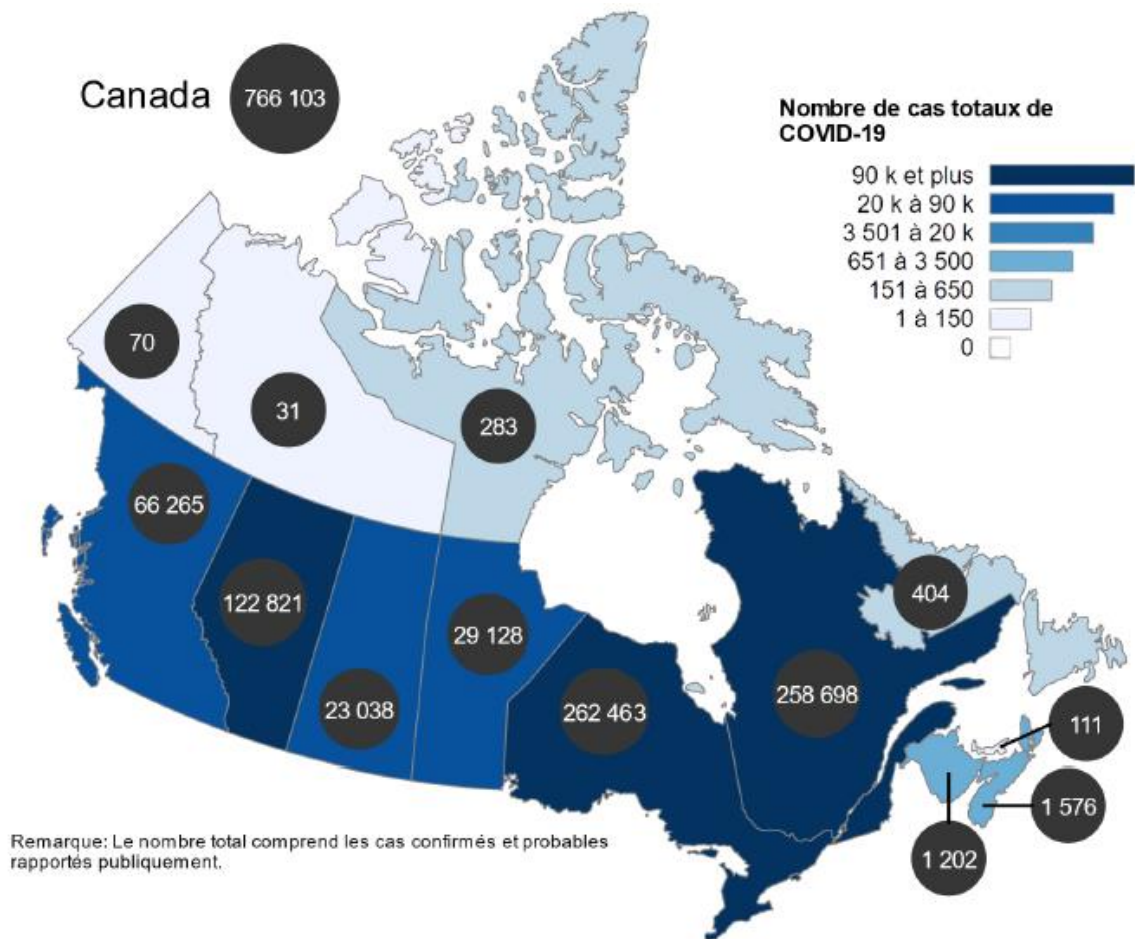 Canada
766 103
Nombre de cas totaux de
COVID-19
90 k et plus
20 k à 90 k
3 501 à 20 k
651 à 3 500
151 à 650
1 à 150
0
70
31
283
66 265
122 821
23 038
29 128
262 463
258 698
404
111
1 576
1 202
Remarque: Le nombre total comprend les cas confirmés et probables
rapportés publiquement.